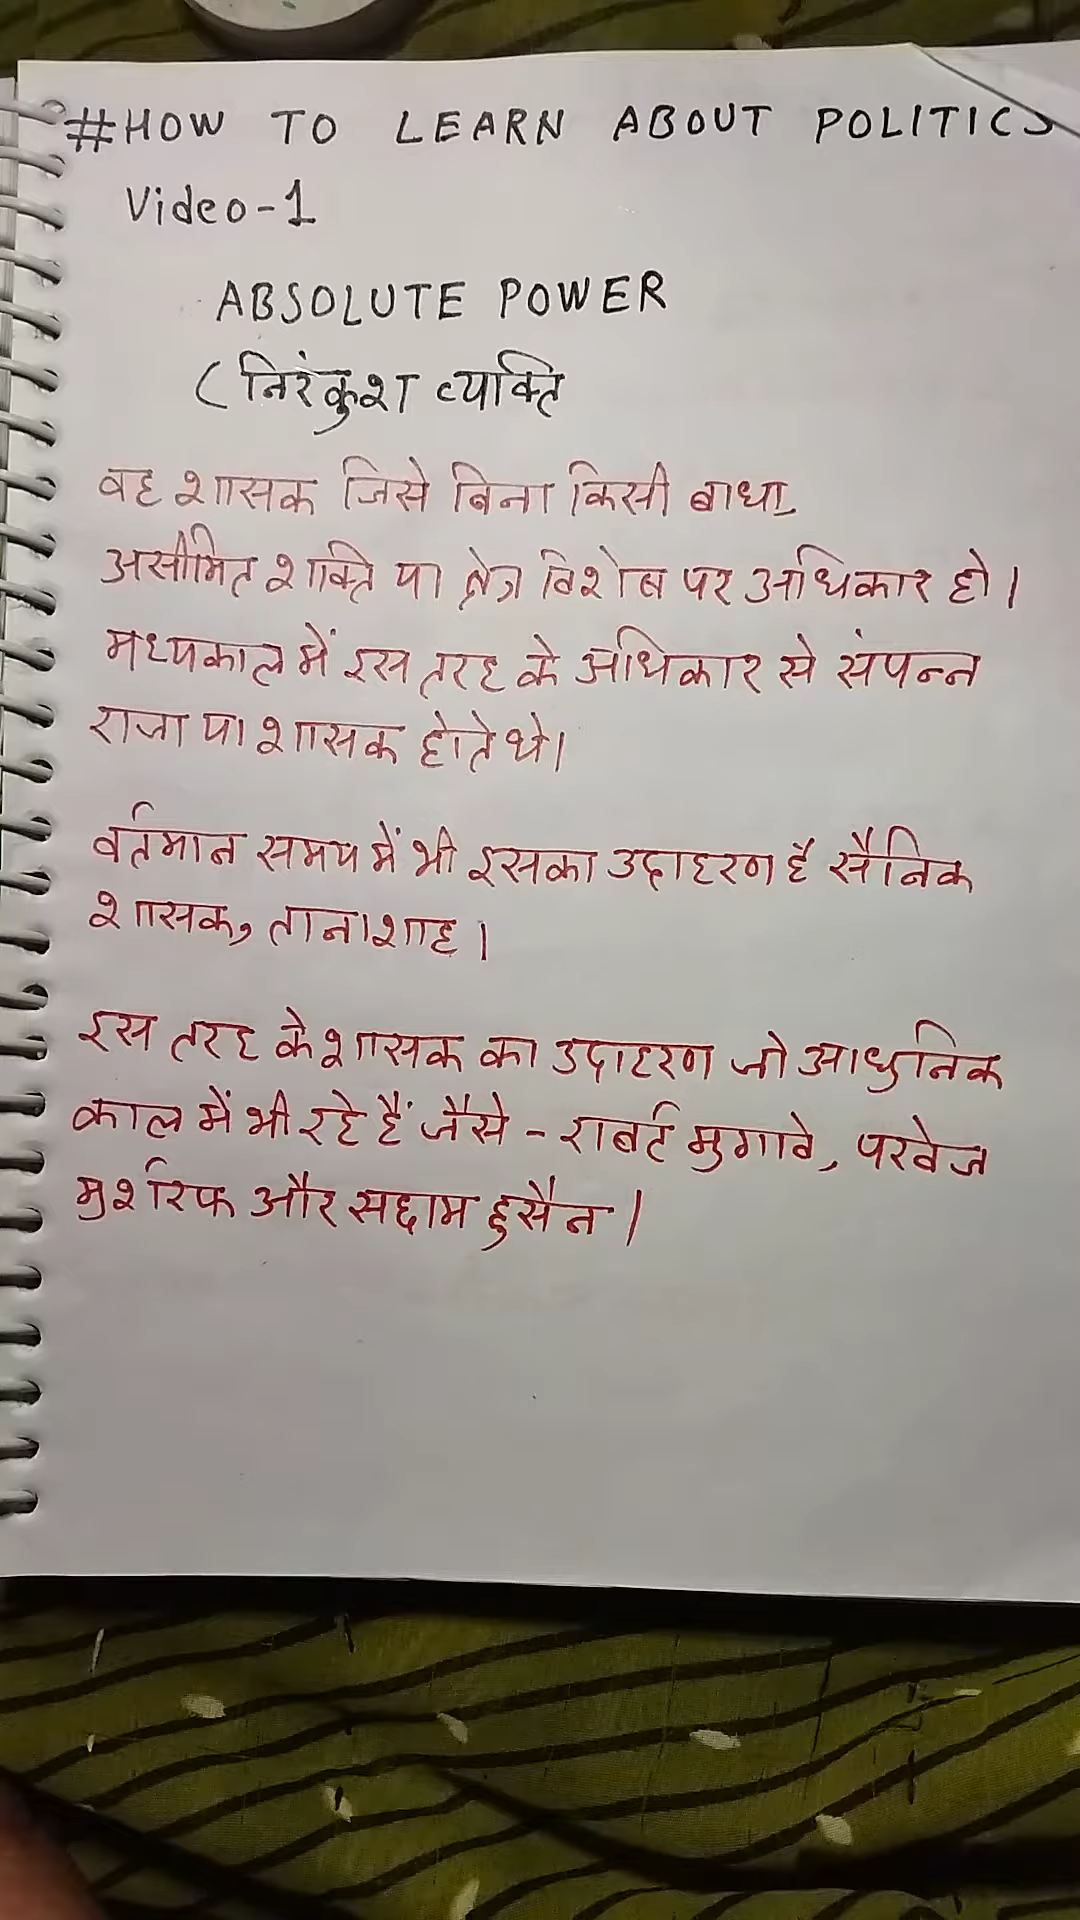 #HOW TO LEARN ABOUT POLITICS
Video-1
ABSOLUTE POWER
(निरंकुश व्यक्ति
वह शासक जिसे बिना किसी बाधा
असीमित शक्ति या क्षेत्र विशेष पर अधिकार हो।
मध्यकाल में इस तरह के अधिकार से संपन्न
राजा या शासक होते थे।
वर्तमान समय में भी इसका उदाहरण है सैनिक
शासक, तानाशाह।
इस तरह के शासक का उदाहरण जो आधुनिक
काल में भी रहे हैं जैसे - राबर्ट मुगावे, परवेज
मुर्शरिफ और सद्दाम हुसैन।